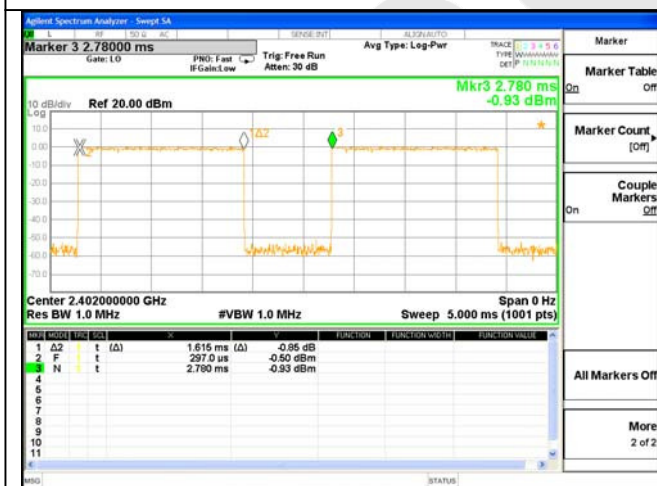 Agilent Spectrum Analyzer - Swept SA
L RF 50 Ω AC SENSE:INT ALIGNAUTO
Marker 3 2.78000 ms
Gate: LO
PNO: Fast
IFGain:Low
Trig: Free Run
Atten: 30 dB
Avg Type: Log-Pwr
TRACE 1 2 3 4 5 6
TYPE
DET P N N N N N
Mkr3 2.780 ms
-0.93 dBm
10 dB/div Ref 20.00 dBm
Log
10.0
0.00
-10.0
-20.0
-30.0
-40.0
-50.0
-60.0
-70.0
1Δ2
3
Center 2.402000000 GHz
Span 0 Hz
Res BW 1.0 MHz
#VBW 1.0 MHz
Sweep 5.000 ms (1001 pts)
MKR MODE TRC SCL X Y FUNCTION FUNCTION WIDTH FUNCTION VALUE
1 Δ2 t (Δ) 1.615 ms (Δ) -0.85 dB
2 F t 297.0 us -0.50 dBm
3 N t 2.780 ms -0.93 dBm
4
5
6
7
8
9
10
11
MSG
STATUS
Marker
Marker Table
On Off
Marker Count
[Off]
Couple
Markers
On Off
All Markers Off
More
2 of 2